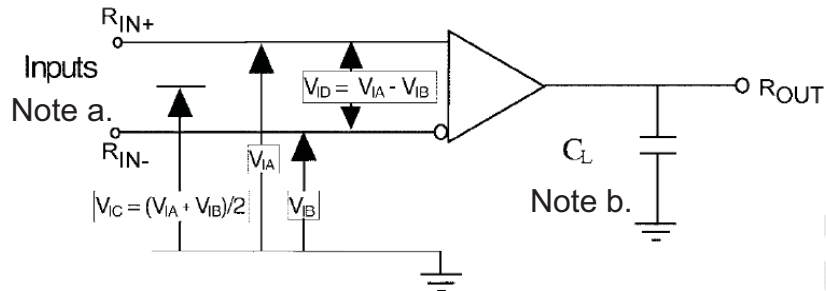 RIN+
Inputs
Note a.
RIN-
VID = VIA - VIB
VIA
VIC = (VIA + VIB)/2
VIB
ROUT
CL
Note b.